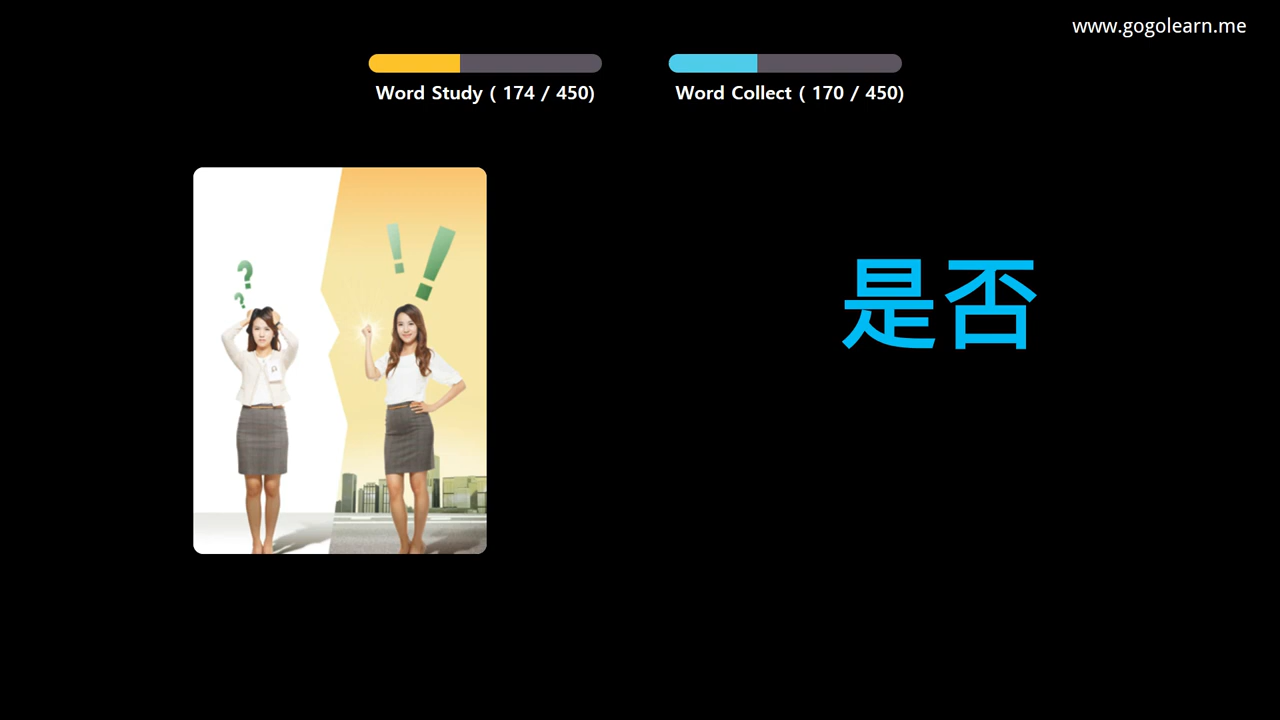 www.gogolearn.me
Word Study ( 174 / 450)
Word Collect ( 170 / 450)
? ?
! !
是否